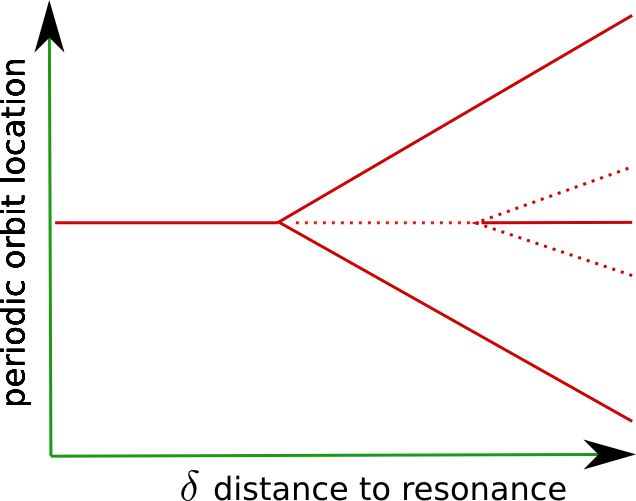 periodic orbit location
δ distance to resonance